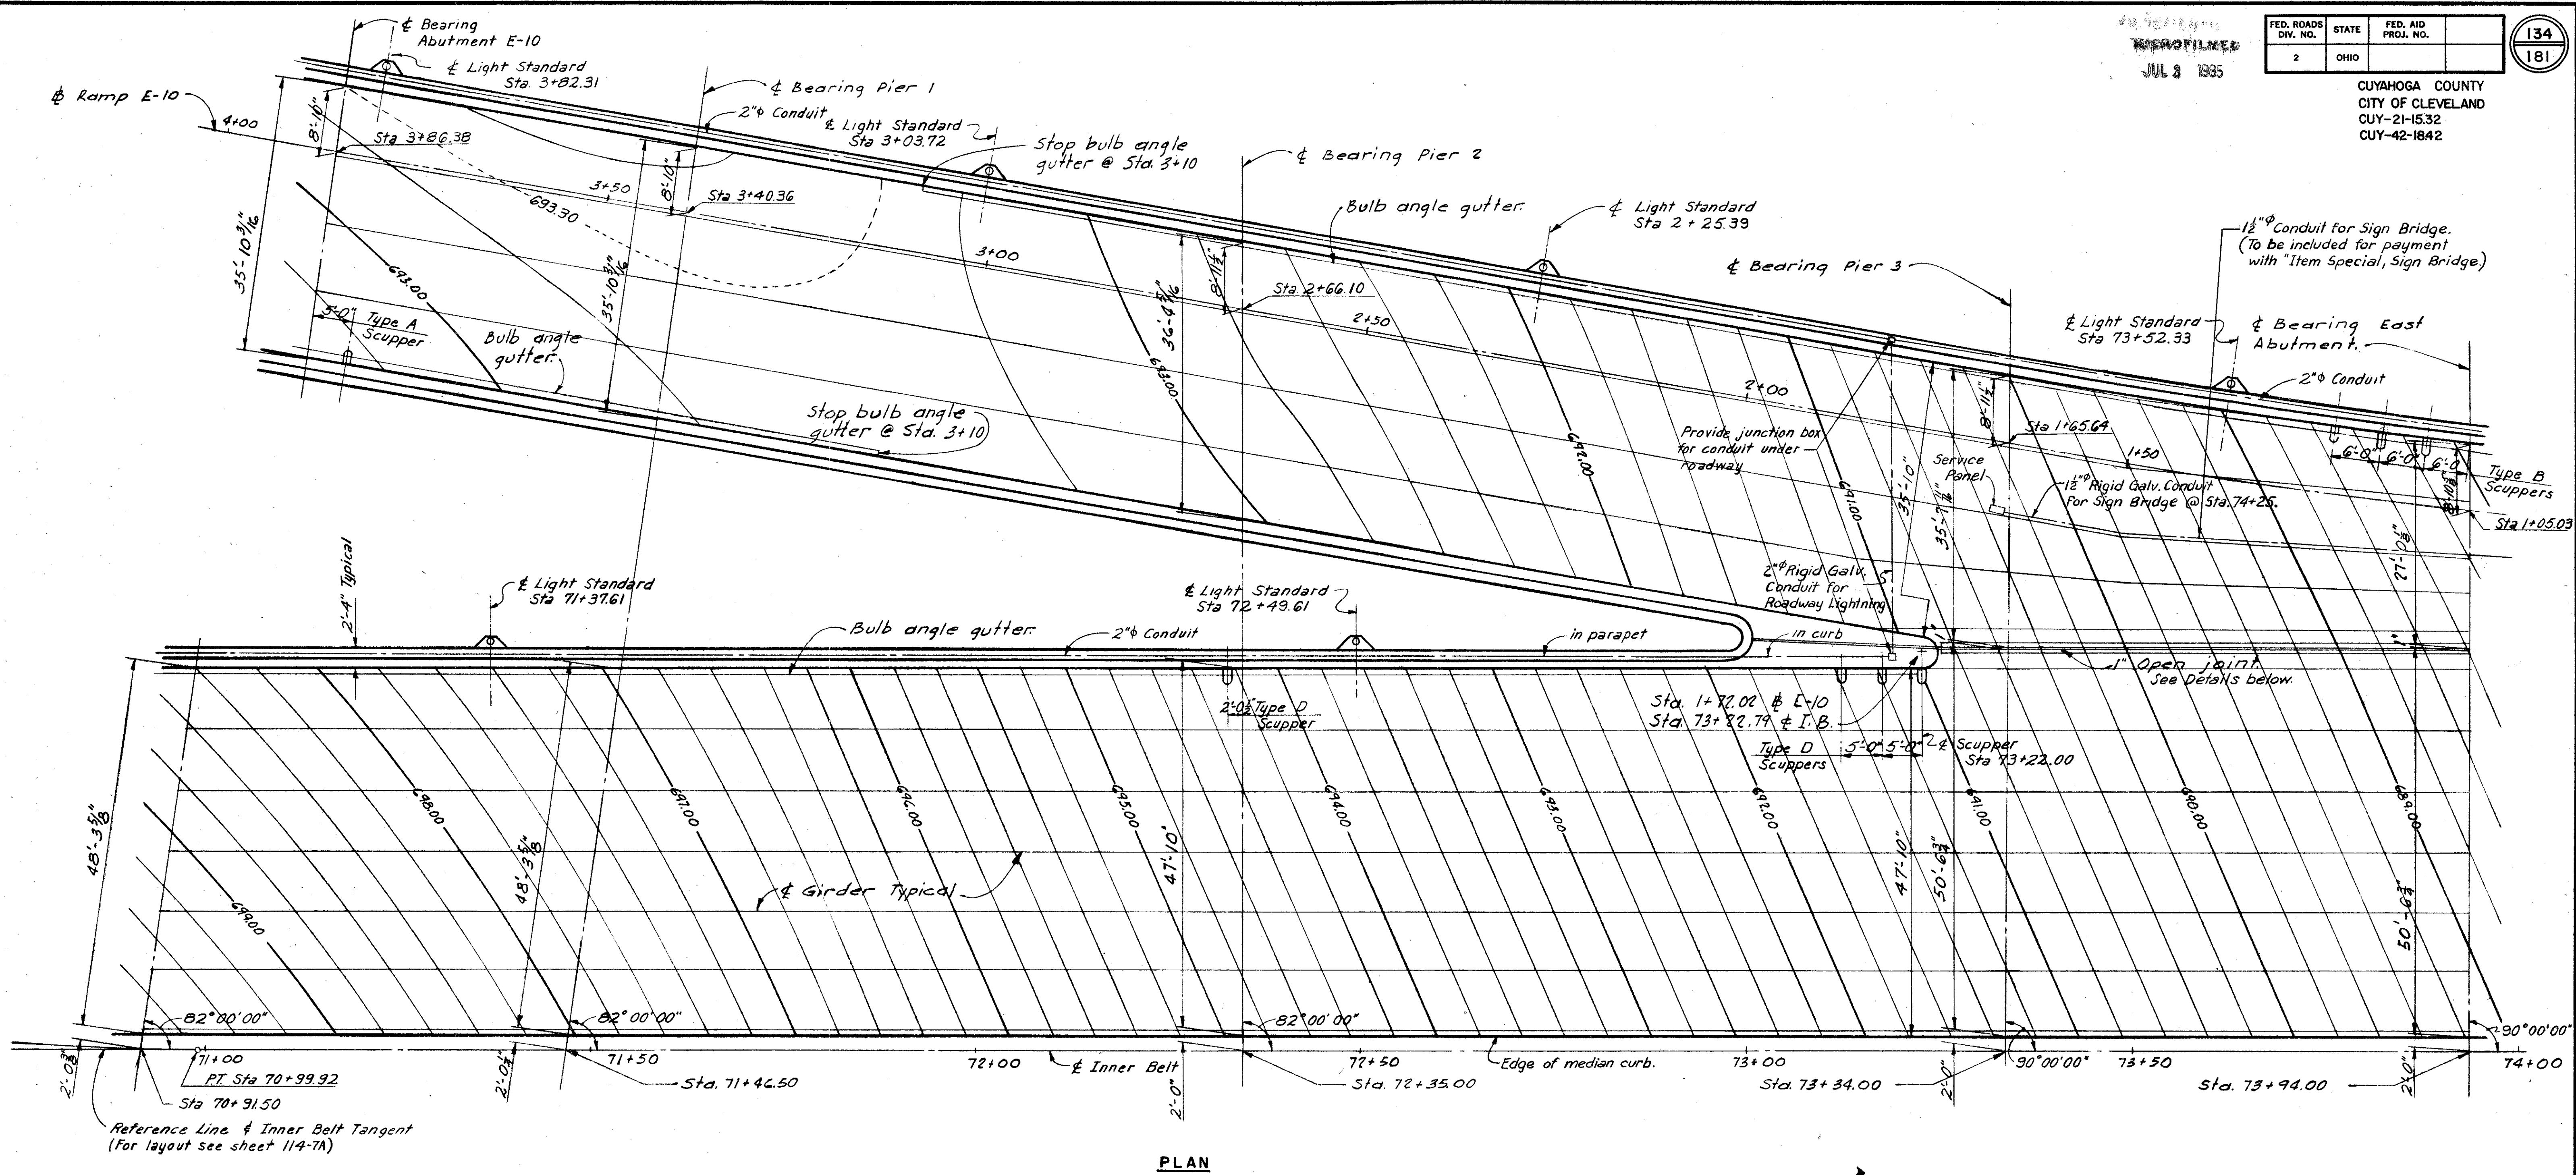 MICROFILMED
JUL 3 1985
FED. ROADS DIV. NO.
STATE
FED. AID PROJ. NO.
2
OHIO
134
181
CUYAHOGA COUNTY
CITY OF CLEVELAND
CUY-21-15.32
CUY-42-18.42
₵ Bearing
Abutment E-10
₵ Light Standard
Sta. 3+82.31
₵ Ramp E-10
4+00
8'-10"
Sta 3+86.38
₵ Bearing Pier 1
2"φ Conduit
₵ Light Standard
Sta 3+03.72
Stop bulb angle
gutter @ Sta. 3+10
₵ Bearing Pier 2
3+50
693.30
8'-10"
Sta 3+40.36
Bulb angle gutter.
₵ Light Standard
Sta 2+25.39
1½"φ Conduit for Sign Bridge.
(To be included for payment
with "Item Special, Sign Bridge.)
₵ Bearing Pier 3
35'-10 3/16"
693.00
35'-10 3/16"
3+00
36'-4 5/16"
8'-11½"
Sta. 2+66.10
2+50
₵ Light Standard
Sta 73+52.33
₵ Bearing East
Abutment.
2"φ Conduit
5'-0"
Type A
Scupper
Bulb angle
gutter.
693.00
692.00
2+00
8'-11½"
Stop bulb angle
gutter @ Sta. 3+10
Provide junction box
for conduit under
roadway
Sta 1+65.64
1+50
6'-0"
6'-0"
6'-0"
Type B
Scuppers
691.00
35'-10"
35'-7 7/16"
Service
Panel
1½"φ Rigid Galv. Conduit
for Sign Bridge @ Sta. 74+25.
Sta 1+05.03
2'-4" Typical
₵ Light Standard
Sta 71+37.61
₵ Light Standard
Sta 72+49.61
2"φ Rigid Galv.
Conduit for
Roadway Lightning
27'-0⅛"
Bulb angle gutter.
2"φ Conduit
in parapet
in curb
1"
1"
1" Open joint.
See Details below.
2'-0½"
Type D
Scupper
Sta. 1+72.02 ₵ E-10
Sta. 73+22.79 ₵ I.B.
Type D
Scuppers
5'-0"
5'-0"
₵ Scupper
Sta 73+22.00
48'-3⅝"
699.00
698.00
48'-3⅝"
697.00
696.00
695.00
47'-10"
694.00
693.00
692.00
47'-10"
50'-6¾"
691.00
690.00
689.00
50'-6¾"
₵ Girder Typical
82°00'00"
82°00'00"
82°00'00"
90°00'00"
90°00'00"
71+00
71+50
72+00
72+50
73+00
73+50
74+00
2'-0⅜"
PT. Sta 70+99.92
Sta 70+91.50
2'-0¼"
Sta. 71+46.50
₵ Inner Belt
2'-0"
Sta. 72+35.00
Edge of median curb.
Sta. 73+34.00
2'-0"
Sta. 73+94.00
2'-0"
Reference Line ₵ Inner Belt Tangent
(For layout see sheet 114-7A)
PLAN